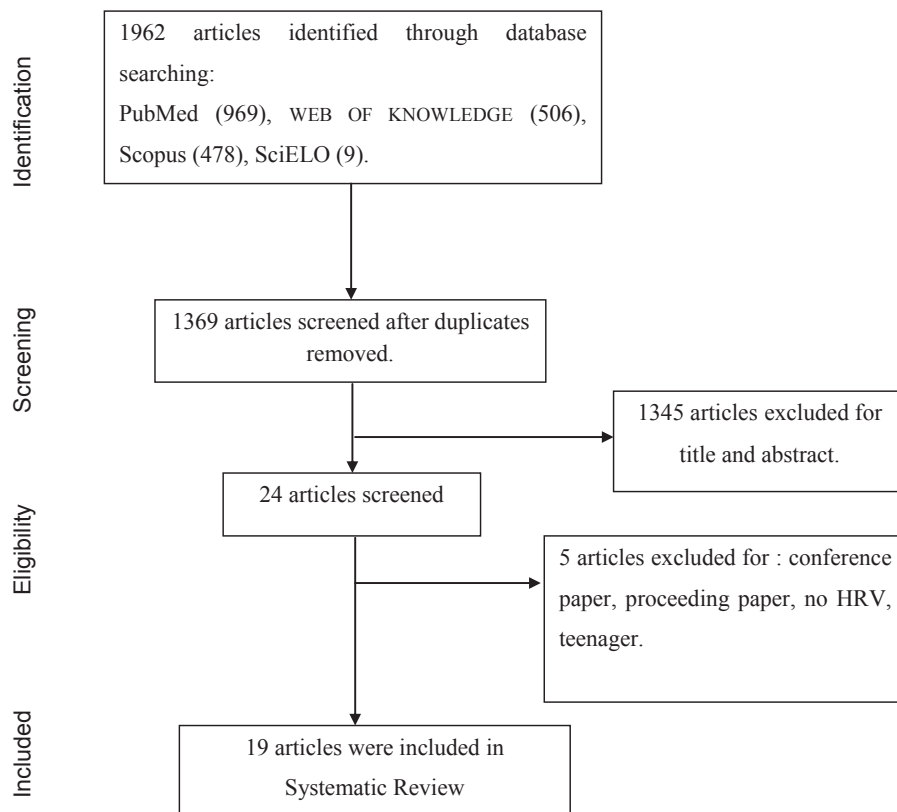 Identification
1962 articles identified through database
searching:
PubMed (969), WEB OF KNOWLEDGE (506),
Scopus (478), SciELO (9).
Screening
1369 articles screened after duplicates
removed.
1345 articles excluded for
title and abstract.
Eligibility
24 articles screened
5 articles excluded for : conference
paper, proceeding paper, no HRV,
teenager.
Included
19 articles were included in
Systematic Review